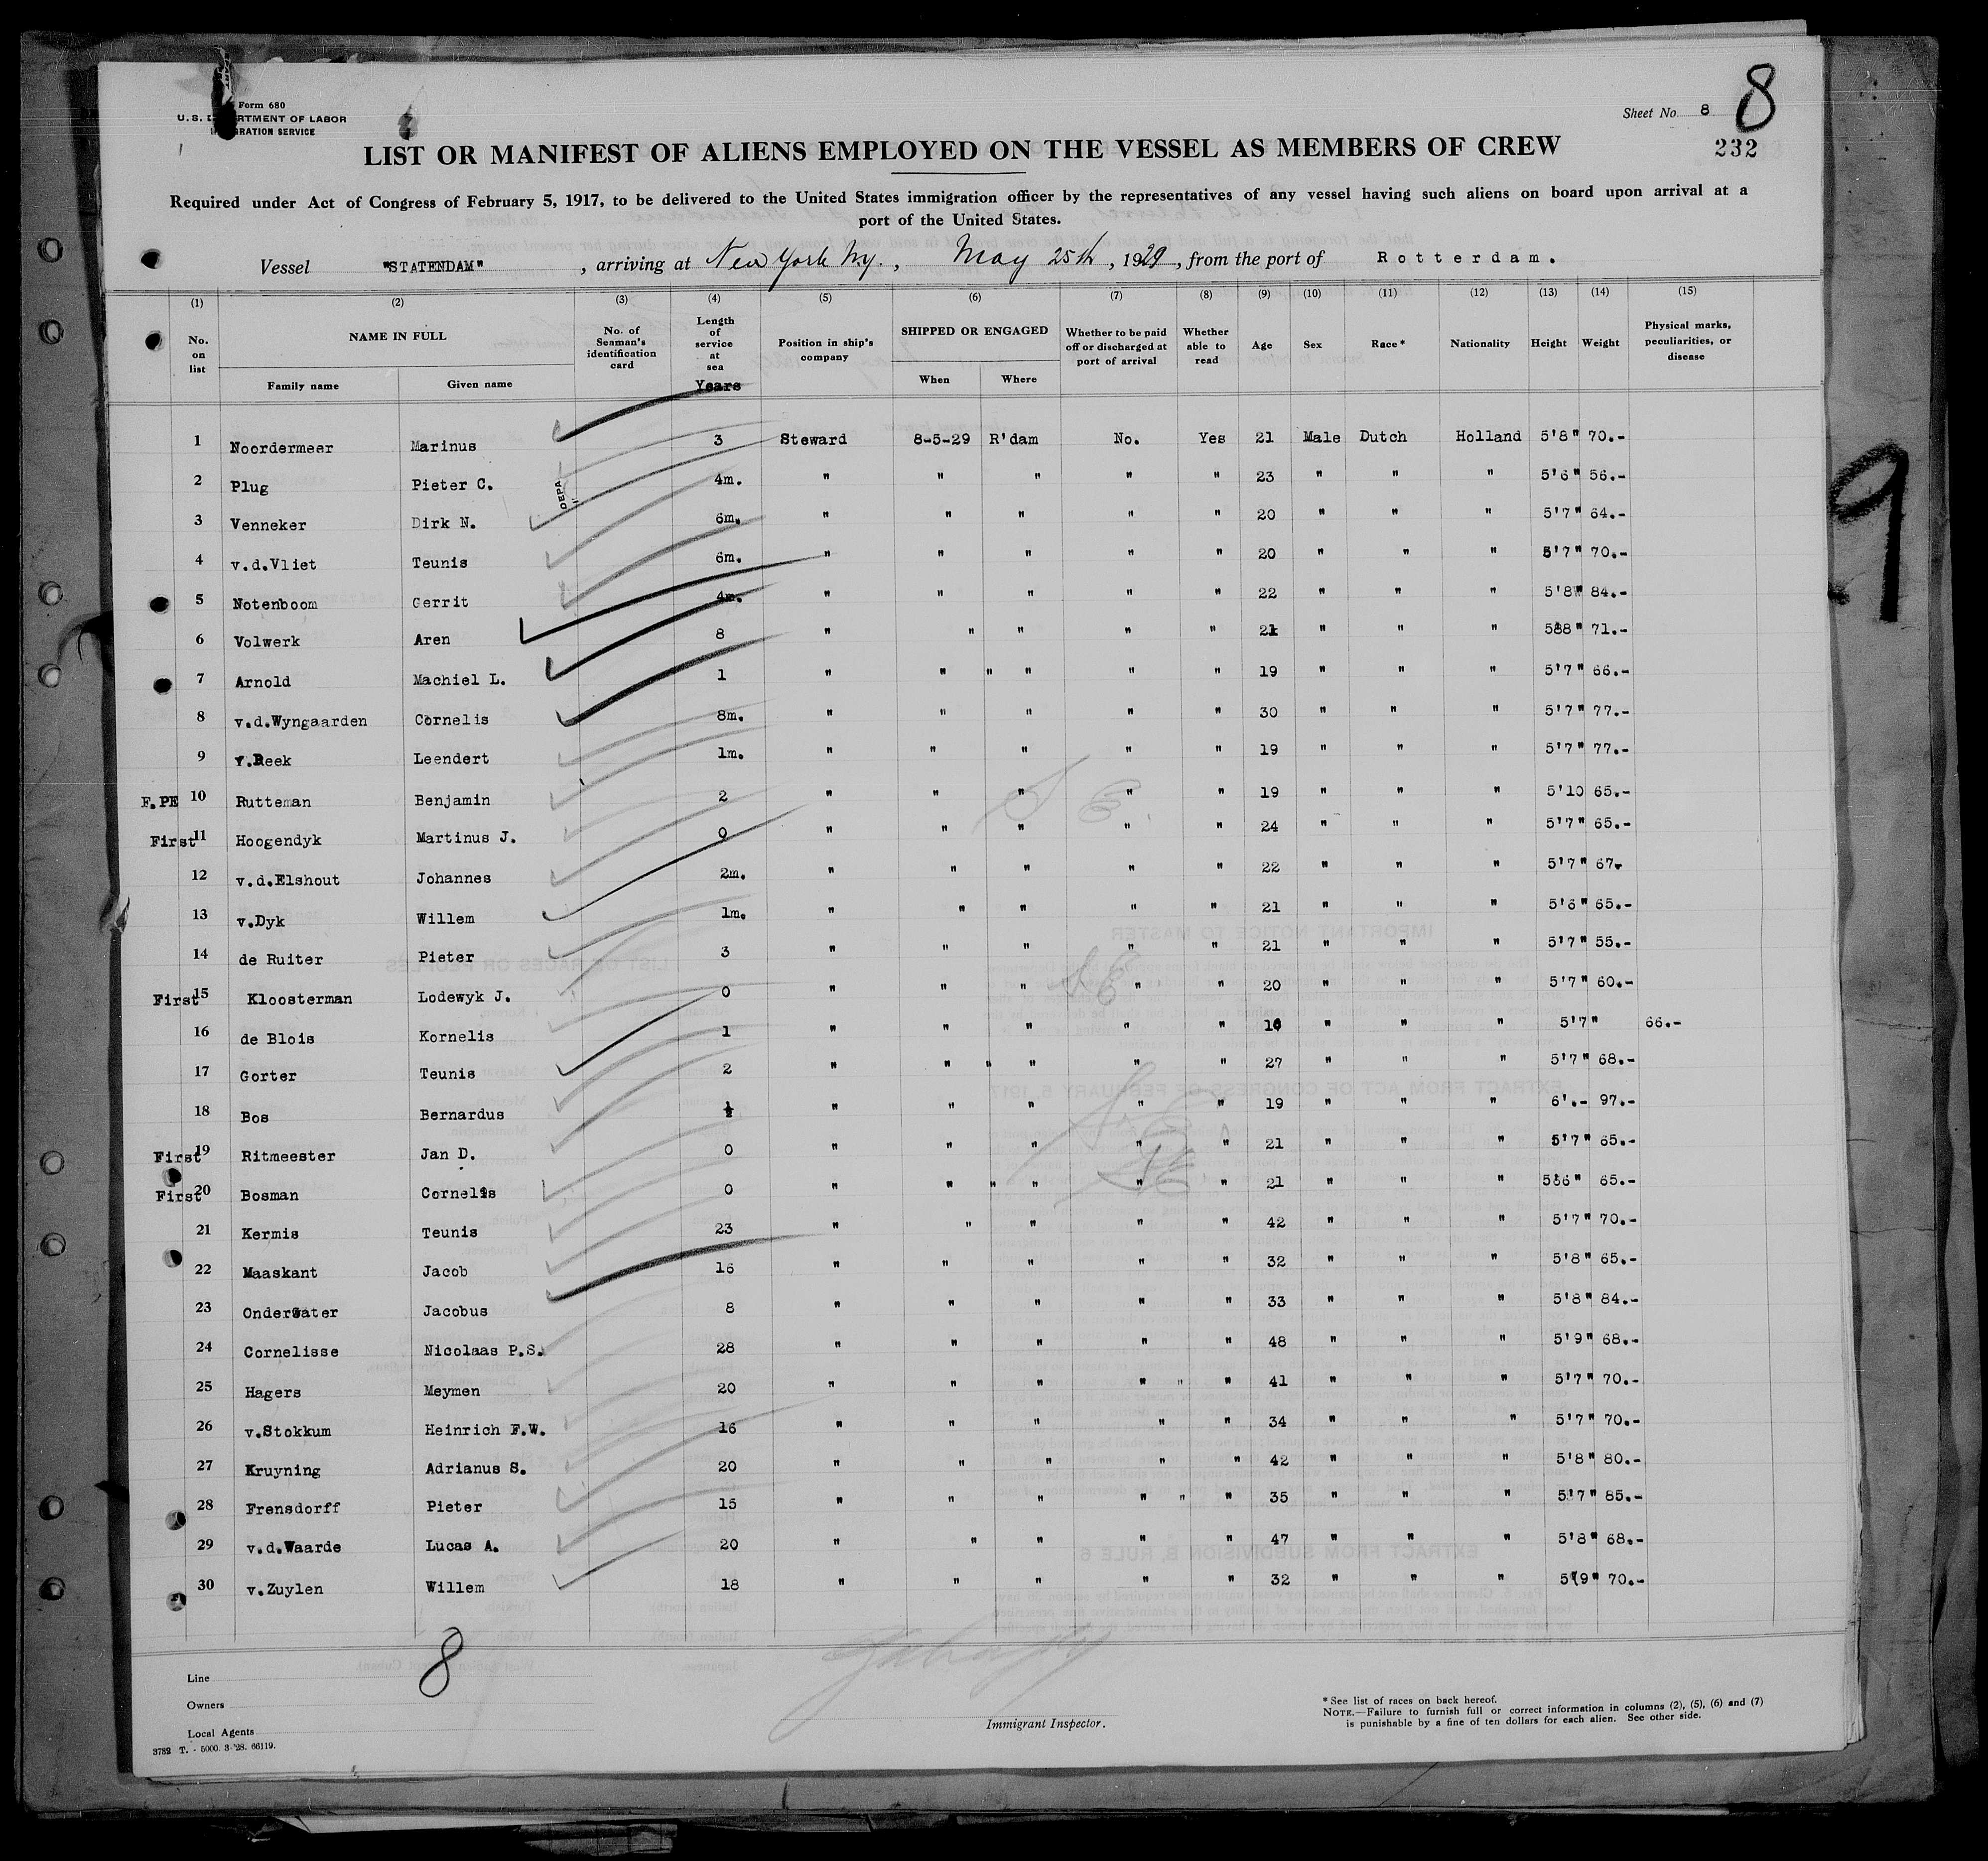 Form 680
U. S. D RTMENT OF LABOR
I GRATION SERVICE
Sheet No. 8
8
232
LIST OR MANIFEST OF ALIENS EMPLOYED ON THE VESSEL AS MEMBERS OF CREW
Required under Act of Congress of February 5, 1917, to be delivered to the United States immigration officer by the representatives of any vessel having such aliens on board upon arrival at a
port of the United States.
Vessel "STATENDAM" , arriving at New York Ny. , May 25th , 1929 , from the port of Rotterdam.
(1) (2) (3) (4) (5) (6) (7) (8) (9) (10) (11) (12) (13) (14) (15)
No. on list NAME IN FULL Family name Given name No. of Seaman's identification card Length of service at sea Years Position in ship's company SHIPPED OR ENGAGED When Where Whether to be paid off or discharged at port of arrival Whether able to read Age Sex Race* Nationality Height Weight Physical marks, peculiarities, or disease
1 Noordermeer Marinus 3 Steward 8-5-29 R'dam No. Yes 21 Male Dutch Holland 5'8" 70.-
2 Plug Pieter C. 4m. " " " " " 23 " " " 5'6" 56.-
3 Venneker Dirk N. 6m. " " " " " 20 " " " 5'7" 64.-
4 v.d.Vliet Teunis 6m. " " " " " 20 " " " 5'7" 70.-
5 Notenboom Gerrit 4m. " " " " " 22 " " " 5'8" 84.-
6 Volwerk Aren 8 " " " " " 21 " " " 5'8" 71.-
7 Arnold Machiel L. 1 " " " " " " 19 " " " 5'7" 66.-
8 v.d.Wyngaarden Cornelis 8m. " " " " " 30 " " " 5'7" 77.-
9 v.Reek Leendert 1m. " " " " " 19 " " " 5'7" 77.-
F.PE 10 Rutteman Benjamin 2 " " " " " 19 " " " 5'10 65.-
First 11 Hoogendyk Martinus J. 0 " " " " " 24 " " " 5'7" 65.-
12 v.d.Elshout Johannes 2m. " " " " " 22 " " " 5'7" 67.-
13 v.Dyk Willem 1m. " " " " " 21 " " " 5'6" 65.-
14 de Ruiter Pieter 3 " " " " " 21 " " " 5'7" 55.-
First 15 Kloosterman Lodewyk J. 0 " " " " " 20 " " " 5'7" 60.-
16 de Blois Kornelis 1 " " " " " " " " 5'7" 66.-
17 Gorter Teunis 2 " " " " " " 27 " " " 5'7" 68.-
18 Bos Bernardus ½ " " " " " 19 " " " 6'.- 97.-
First 19 Ritmeester Jan D. 0 " " " " " 21 " " " 5'7" 65.-
First 20 Bosman Cornelis 0 " " " " " " 21 " " " 5'6" 65.-
21 Kermis Teunis 23 " " " " " 42 " " " 5'7" 70.-
22 Maaskant Jacob 16 " " " " " 32 " " " 5'8" 65.-
23 Onderwater Jacobus 8 " " " " " 33 " " " 5'8" 84.-
24 Cornelisse Nicolaas P.S. 28 " " " " " 48 " " " 5'9" 68.-
25 Hagers Meymen 20 " " " " " " 41 " " " 5'7" 70.-
26 v.Stokkum Heinrich F.W. 16 " " " " " 34 " " " 5'7" 70.-
27 Kruyning Adrianus S. 20 " " " " " 42 " " " 5'8" 80.-
28 Frensdorff Pieter 15 " " " " " " 35 " " " 5'7" 85.-
29 v.d.Waarde Lucas A. 20 " " " " " 47 " " " 5'8" 68.-
30 v.Zuylen Willem 18 " " " " " 32 " " " 5'9" 70.-
9
8
Line
Owners
Local Agents
3782 T. - 5000. 3-'28. 66119.
Immigrant Inspector.
* See list of races on back hereof.
NOTE.—Failure to furnish full or correct information in columns (2), (5), (6) and (7)
is punishable by a fine of ten dollars for each alien. See other side.